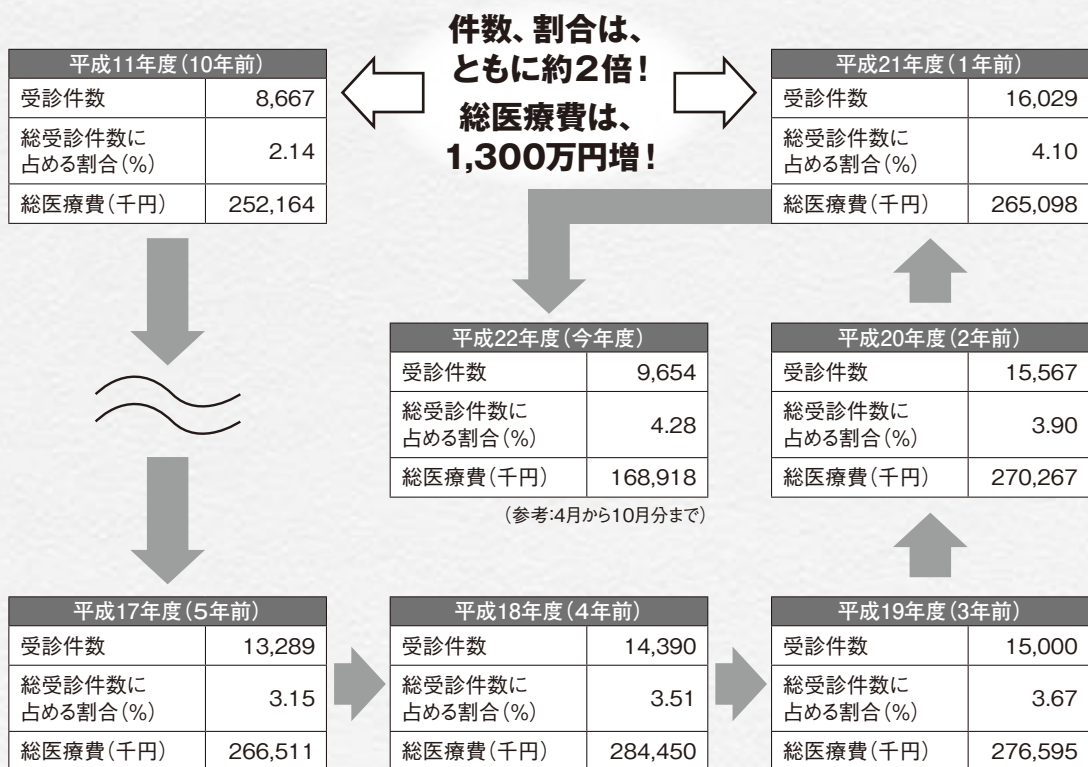 件数、割合は、
ともに約2倍！
総医療費は、
1,300万円増！
平成11年度（10年前）
受診件数 8,667
総受診件数に
占める割合（%） 2.14
総医療費（千円） 252,164
平成17年度（5年前）
受診件数 13,289
総受診件数に
占める割合（%） 3.15
総医療費（千円） 266,511
平成18年度（4年前）
受診件数 14,390
総受診件数に
占める割合（%） 3.51
総医療費（千円） 284,450
平成19年度（3年前）
受診件数 15,000
総受診件数に
占める割合（%） 3.67
総医療費（千円） 276,595
平成20年度（2年前）
受診件数 15,567
総受診件数に
占める割合（%） 3.90
総医療費（千円） 270,267
平成21年度（1年前）
受診件数 16,029
総受診件数に
占める割合（%） 4.10
総医療費（千円） 265,098
平成22年度（今年度）
受診件数 9,654
総受診件数に
占める割合（%） 4.28
総医療費（千円） 168,918
（参考：4月から10月分まで）